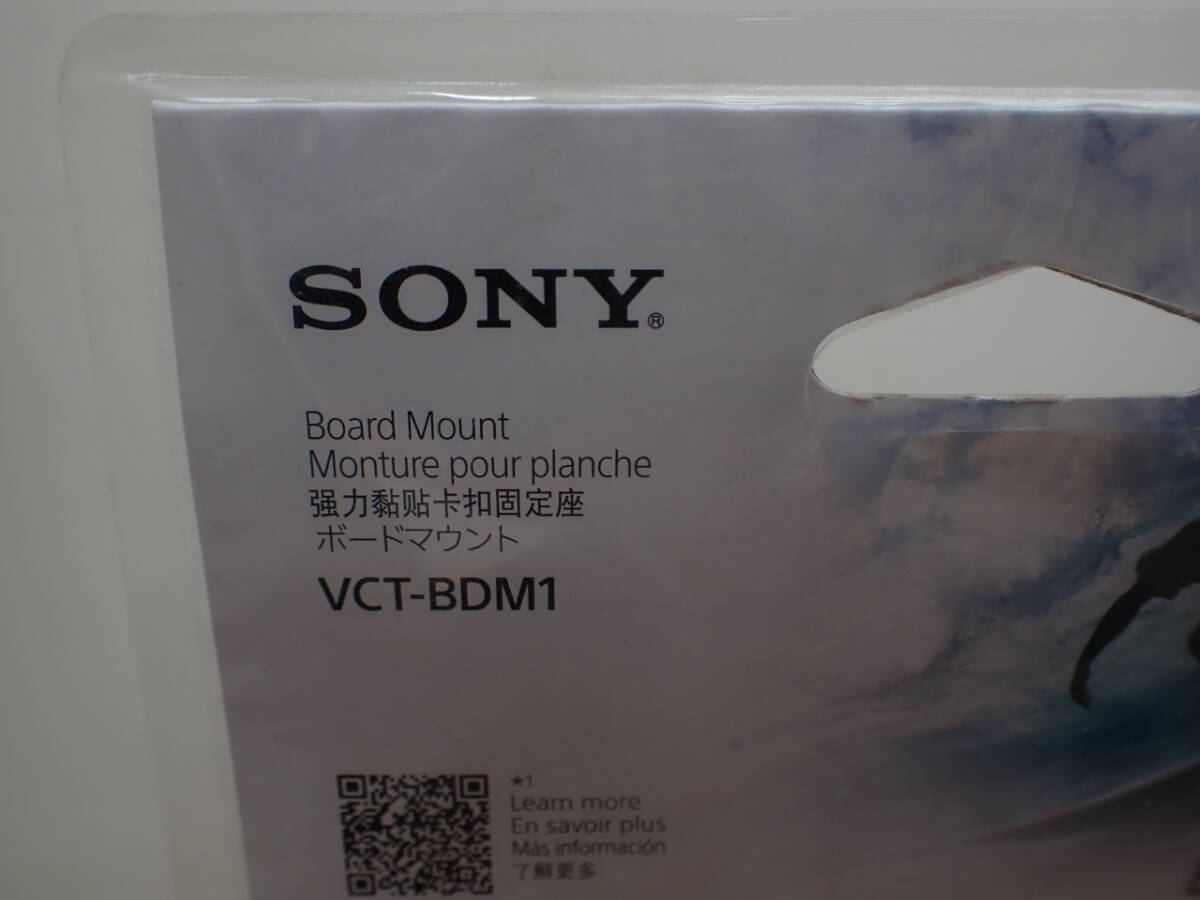 SONY®
Board Mount
Monture pour planche
强力黏贴卡扣固定座
ボードマウント
VCT-BDM1
*1
Learn more
En savoir plus
Más información
了解更多